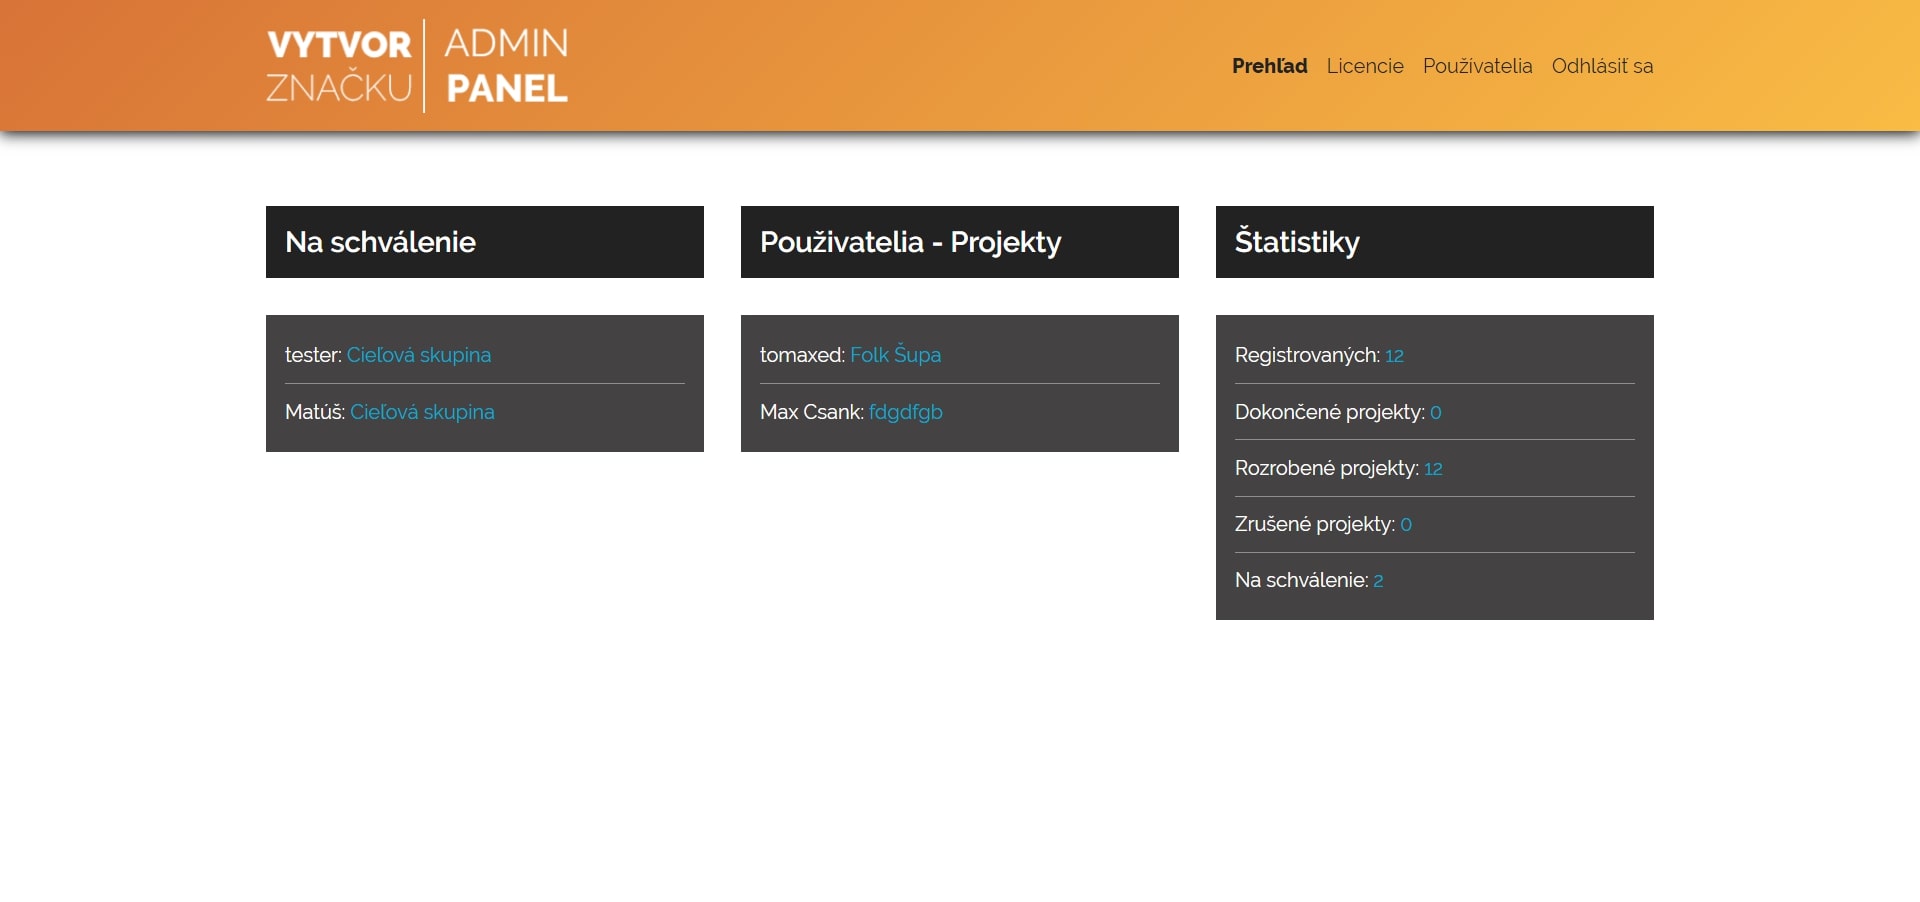 VYTVOR
ZNAČKU
ADMIN
PANEL
Prehľad
Licencie
Používatelia
Odhlásiť sa
Na schválenie
tester: Cieľová skupina
Matúš: Cieľová skupina
Použivatelia - Projekty
tomaxed: Folk Šupa
Max Csank: fdgdfgb
Štatistiky
Registrovaných: 12
Dokončené projekty: 0
Rozrobené projekty: 12
Zrušené projekty: 0
Na schválenie: 2